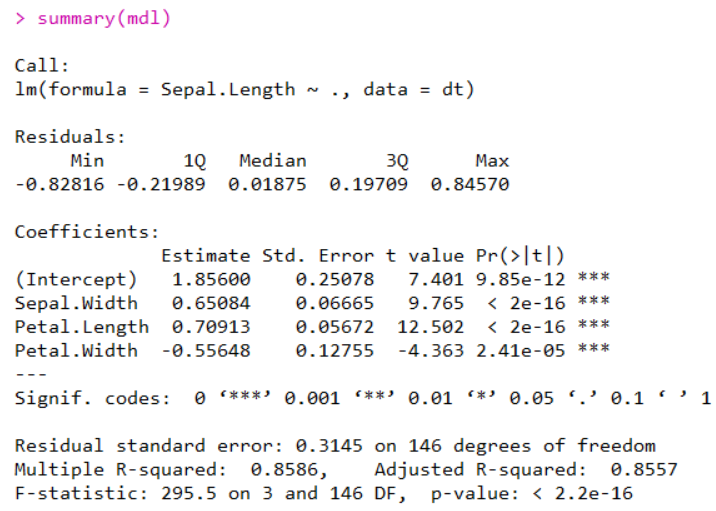 > summary(mdl)
Call:
lm(formula = Sepal.Length ~ ., data = dt)
Residuals:
     Min       1Q   Median       3Q      Max
-0.82816 -0.21989  0.01875  0.19709  0.84570
Coefficients:
             Estimate Std. Error t value Pr(>|t|)
(Intercept)   1.85600    0.25078   7.401 9.85e-12 ***
Sepal.Width   0.65084    0.06665   9.765  < 2e-16 ***
Petal.Length  0.70913    0.05672  12.502  < 2e-16 ***
Petal.Width  -0.55648    0.12755  -4.363 2.41e-05 ***
---
Signif. codes:  0 ‘***’ 0.001 ‘**’ 0.01 ‘*’ 0.05 ‘.’ 0.1 ‘ ’ 1
Residual standard error: 0.3145 on 146 degrees of freedom
Multiple R-squared:  0.8586,    Adjusted R-squared:  0.8557
F-statistic: 295.5 on 3 and 146 DF,  p-value: < 2.2e-16